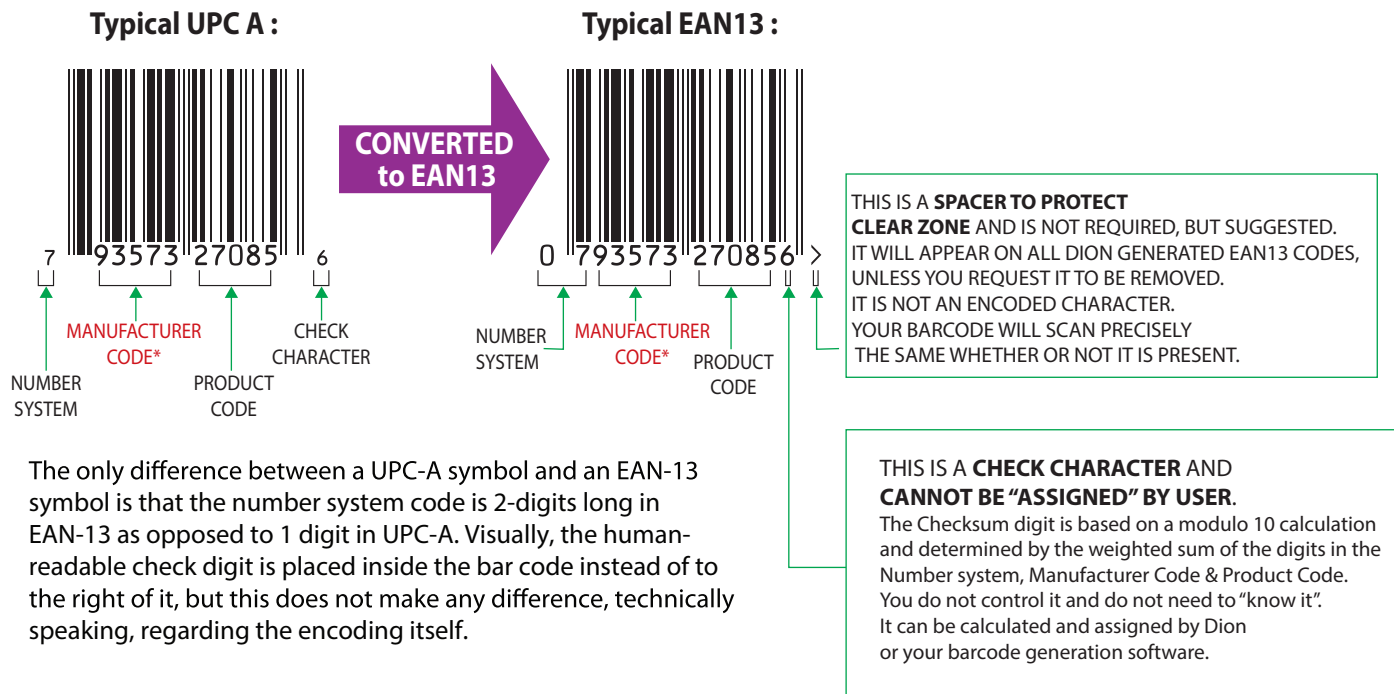 Typical UPC A :
Typical EAN13 :
CONVERTED
to EAN13
7 93573 27085 6
0 793573 270856 >
MANUFACTURER
CODE*
CHECK
CHARACTER
NUMBER
SYSTEM
PRODUCT
CODE
NUMBER
SYSTEM
MANUFACTURER
CODE*
PRODUCT
CODE
THIS IS A SPACER TO PROTECT
CLEAR ZONE AND IS NOT REQUIRED, BUT SUGGESTED.
IT WILL APPEAR ON ALL DION GENERATED EAN13 CODES,
UNLESS YOU REQUEST IT TO BE REMOVED.
IT IS NOT AN ENCODED CHARACTER.
YOUR BARCODE WILL SCAN PRECISELY
THE SAME WHETHER OR NOT IT IS PRESENT.
The only difference between a UPC-A symbol and an EAN-13
symbol is that the number system code is 2-digits long in
EAN-13 as opposed to 1 digit in UPC-A. Visually, the human-
readable check digit is placed inside the bar code instead of to
the right of it, but this does not make any difference, technically
speaking, regarding the encoding itself.
THIS IS A CHECK CHARACTER AND
CANNOT BE “ASSIGNED” BY USER.
The Checksum digit is based on a modulo 10 calculation
and determined by the weighted sum of the digits in the
Number system, Manufacturer Code & Product Code.
You do not control it and do not need to “know it”.
It can be calculated and assigned by Dion
or your barcode generation software.